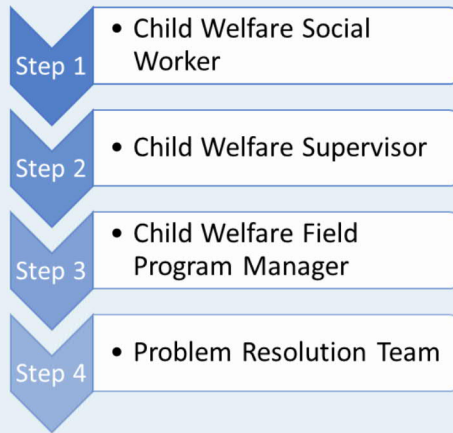 Step 1
• Child Welfare Social
Worker
Step 2
• Child Welfare Supervisor
Step 3
• Child Welfare Field
Program Manager
Step 4
• Problem Resolution Team